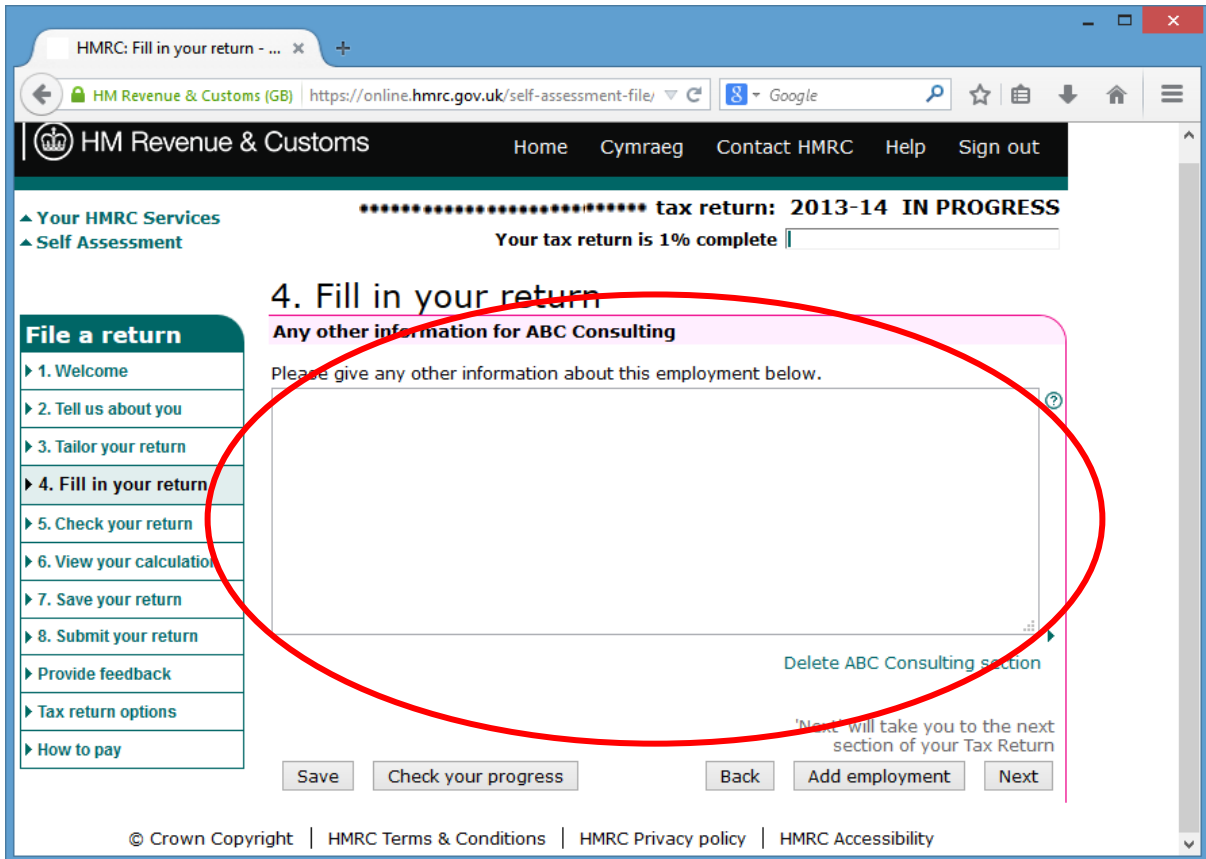 HMRC: Fill in your return - ...
HM Revenue & Customs (GB) https://online.hmrc.gov.uk/self-assessment-file/ Google
HM Revenue & Customs Home Cymraeg Contact HMRC Help Sign out
Your HMRC Services
Self Assessment
tax return: 2013-14 IN PROGRESS
Your tax return is 1% complete
4. Fill in your return
File a return
1. Welcome
2. Tell us about you
3. Tailor your return
4. Fill in your return
5. Check your return
6. View your calculation
7. Save your return
8. Submit your return
Provide feedback
Tax return options
How to pay
Any other information for ABC Consulting
Please give any other information about this employment below.
Delete ABC Consulting section
'Next' will take you to the next
section of your Tax Return
Save Check your progress Back Add employment Next
© Crown Copyright | HMRC Terms & Conditions | HMRC Privacy policy | HMRC Accessibility